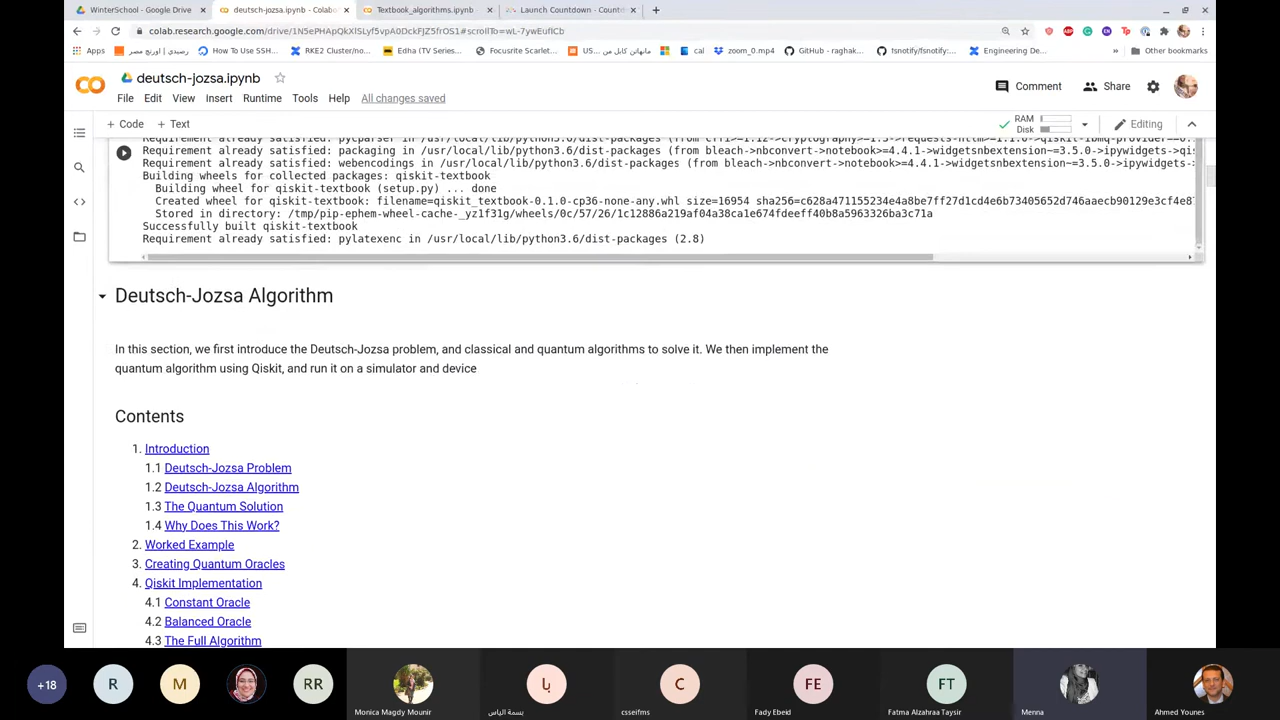 WinterSchool - Google Drive
deutsch-jozsa.ipynb - Colabo
Textbook_algorithms.ipynb
Launch Countdown - Countd
colab.research.google.com/drive/
Apps
How To Use SSH...
RKE2 Cluster/no...
Edha (TV Series...
Focusrite Scarlet...
US...
cal
zoom_0.mp4
GitHub - raghak...
fsnotify/fsnotify:...
Engineering De...
»
Other bookmarks
deutsch-jozsa.ipynb
Comment
Share
File Edit View Insert Runtime Tools Help All changes saved
+ Code + Text
RAM
Disk
Editing
Requirement already satisfied: packaging in /usr/local/lib/python3.6/dist-packages (from bleach->nbconvert->notebook>=4.4.1->widgetsnbextension~=3.5.0->ipywidgets->qis
Requirement already satisfied: webencodings in /usr/local/lib/python3.6/dist-packages (from bleach->nbconvert->notebook>=4.4.1->widgetsnbextension~=3.5.0->ipywidgets->
Building wheels for collected packages: qiskit-textbook
Building wheel for qiskit-textbook (setup.py) ... done
Created wheel for qiskit-textbook: filename=qiskit_textbook-0.1.0-cp36-none-any.whl size=16954
Stored in directory: /tmp/pip-ephem-wheel-cache-_yz1f31g/wheels/0c/57/26/1c12886a219af04a38ca1e674fdeeff40b8a5963326ba3c71a
Successfully built qiskit-textbook
Requirement already satisfied: pylatexenc in /usr/local/lib/python3.6/dist-packages (2.8)
Deutsch-Jozsa Algorithm
In this section, we first introduce the Deutsch-Jozsa problem, and classical and quantum algorithms to solve it. We then implement the
quantum algorithm using Qiskit, and run it on a simulator and device
Contents
1. Introduction
1.1 Deutsch-Jozsa Problem
1.2 Deutsch-Jozsa Algorithm
1.3 The Quantum Solution
1.4 Why Does This Work?
2. Worked Example
3. Creating Quantum Oracles
4. Qiskit Implementation
4.1 Constant Oracle
4.2 Balanced Oracle
4.3 The Full Algorithm
+18
R
M
RR
Monica Magdy Mounir
با
بسمة الياس
C
csseifms
FE
Fady Ebeid
FT
Fatma Alzahraa Taysir
Menna
Ahmed Younes